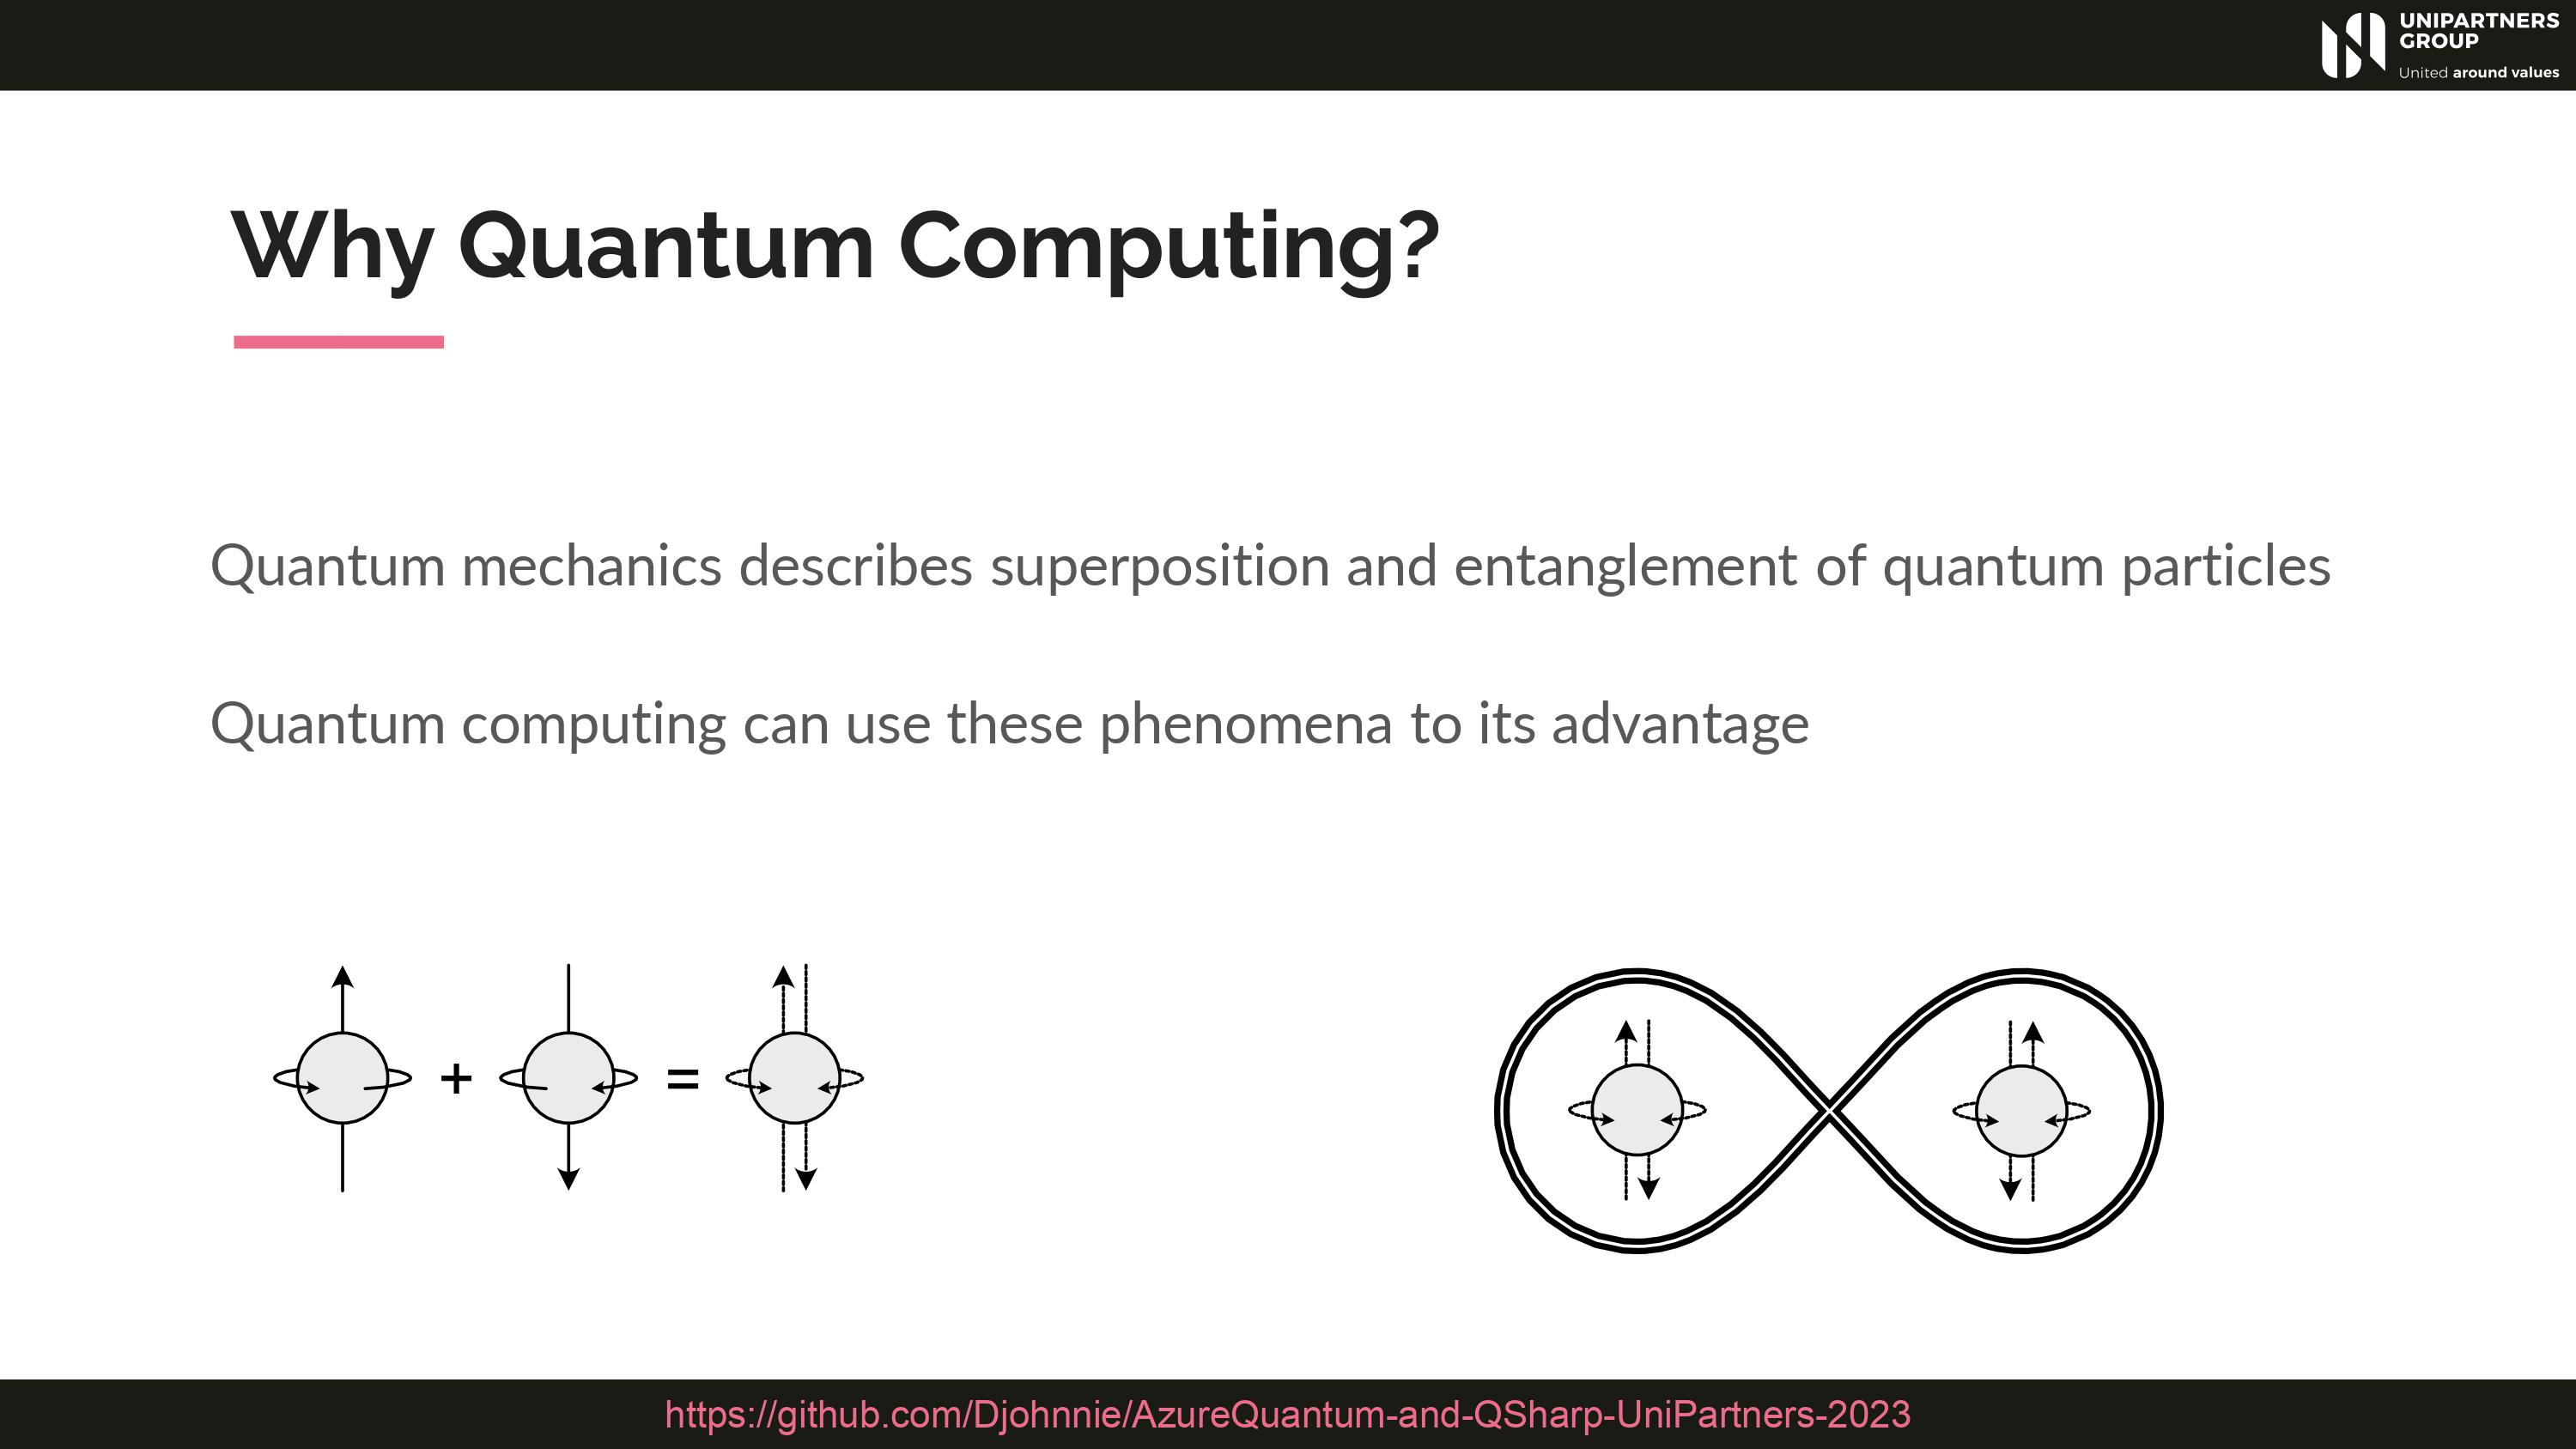 UNIPARTNERS
GROUP
United around values
Why Quantum Computing?
Quantum mechanics describes superposition and entanglement of quantum particles
Quantum computing can use these phenomena to its advantage
+ =
https://github.com/Djohnnie/AzureQuantum-and-QSharp-UniPartners-2023